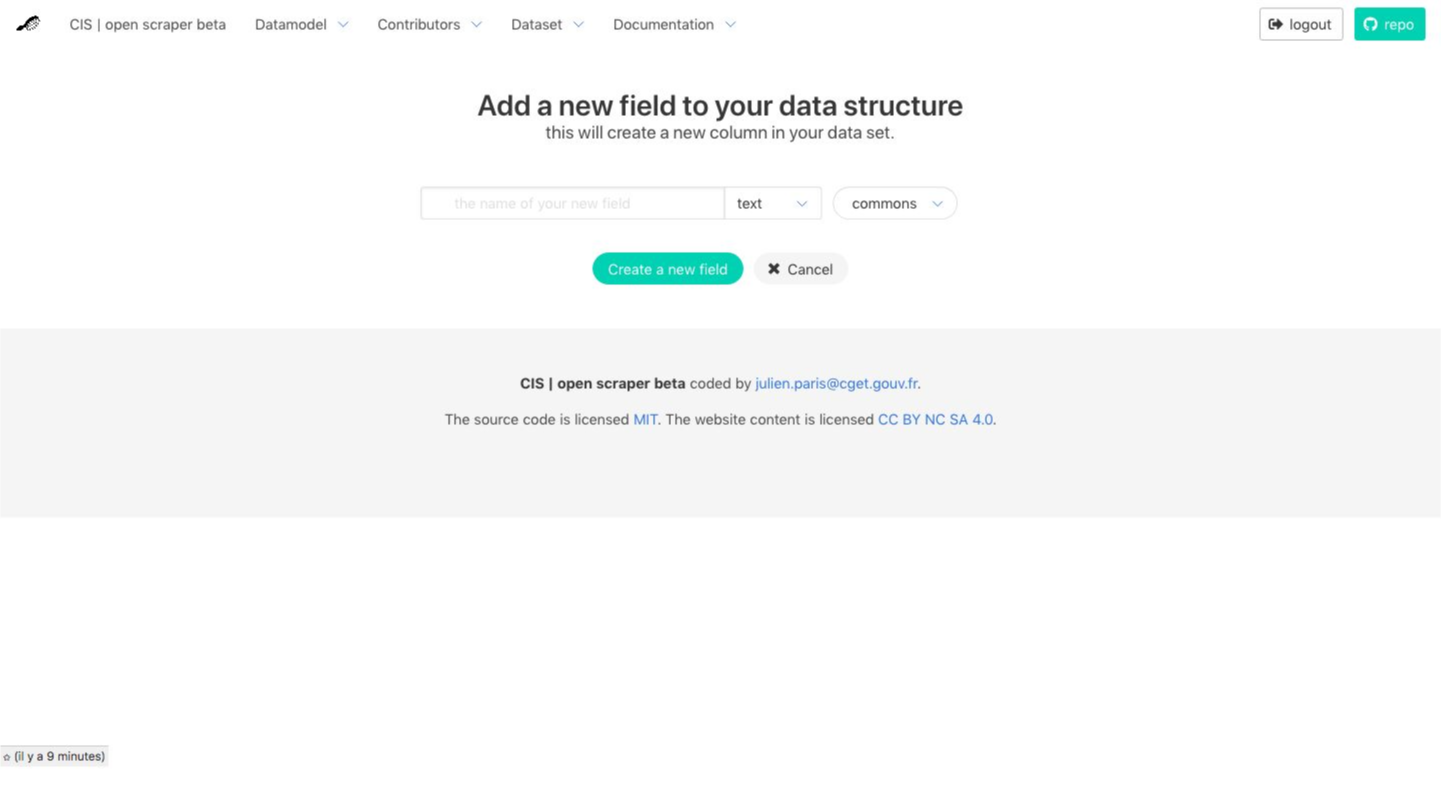 CIS | open scraper beta Datamodel Contributors Dataset Documentation logout repo
Add a new field to your data structure
this will create a new column in your data set.
the name of your new field text commons
Create a new field Cancel
CIS | open scraper beta coded by julien.paris@cget.gouv.fr.
The source code is licensed MIT. The website content is licensed CC BY NC SA 4.0.
(il y a 9 minutes)